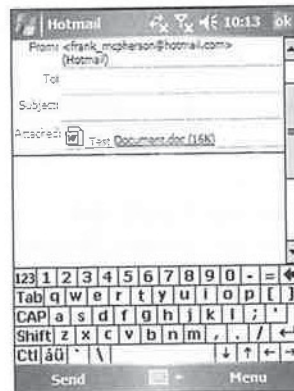 Hotmail 10:13 ok
From: <frank_mcpherson@hotmail.com>
(Hotmail)
To:
Subject:
Attached: Test Document.doc (16K)
123 1 2 3 4 5 6 7 8 9 0 - =
Tab q w e r t y u i o p [ ]
CAP a s d f g h j k l ; '
Shift z x c v b n m , . /
Ctl áü ` \
Send Menu